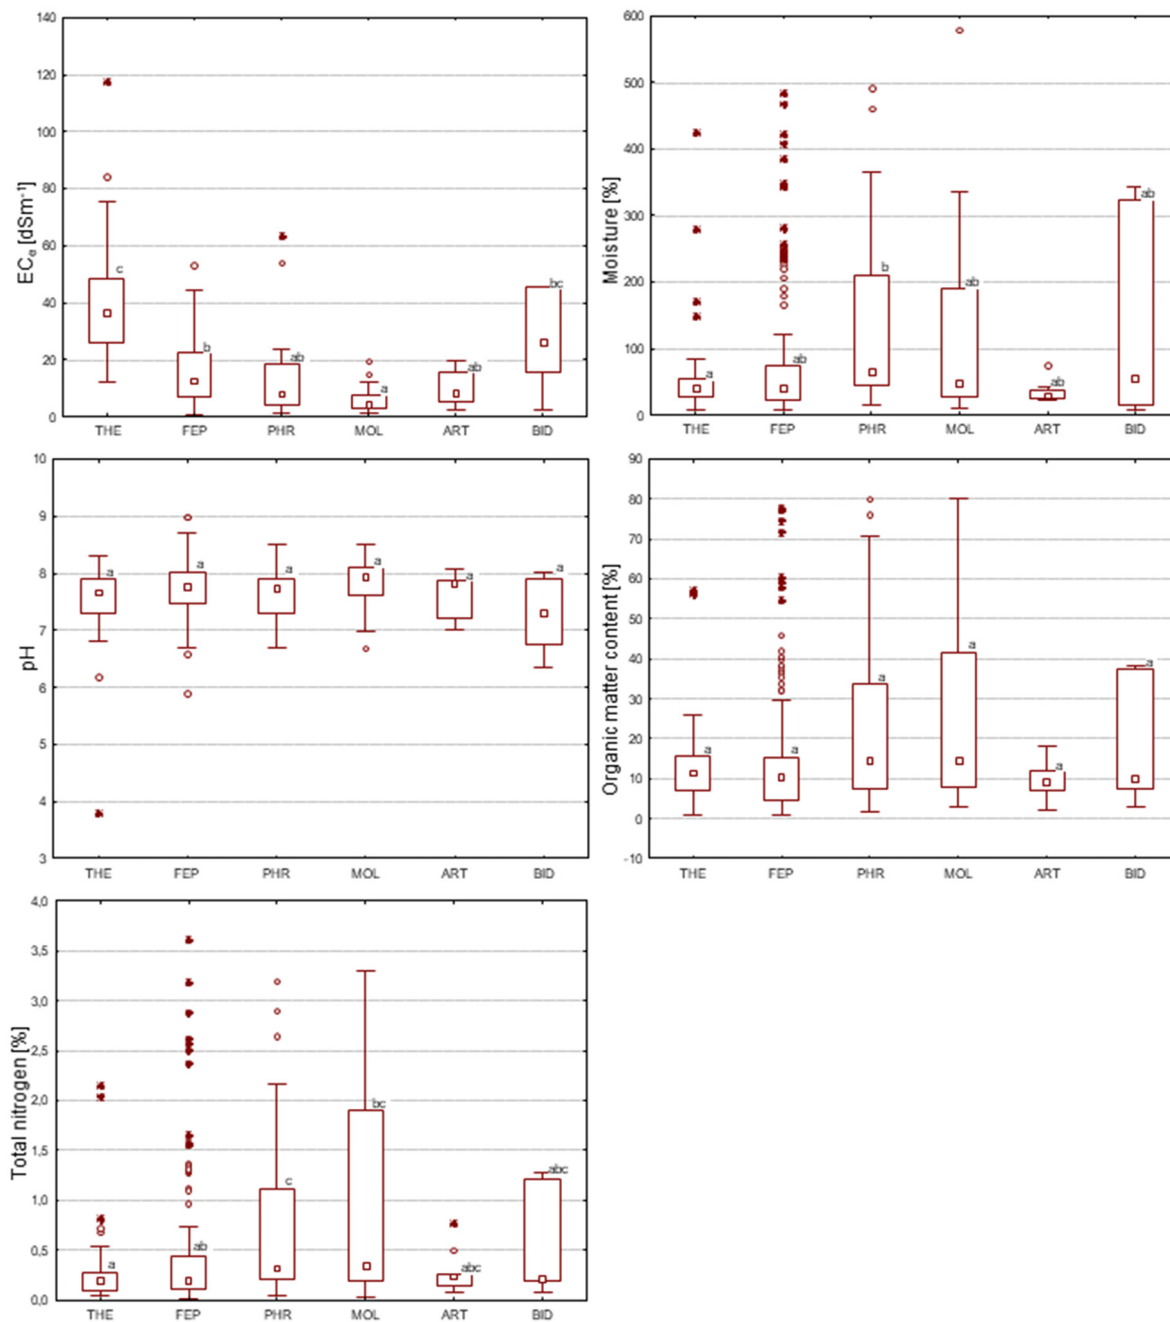 140
120
100
80
60
40
20
0
ECe [dSm⁻¹]
c
b
ab
a
ab
bc
THE FEP PHR MOL ART BID
600
500
400
300
200
100
0
Moisture [%]
a
ab
b
ab
ab
ab
THE FEP PHR MOL ART BID
10
9
8
7
6
5
4
3
pH
a
a
a
a
a
a
THE FEP PHR MOL ART BID
90
80
70
60
50
40
30
20
10
0
-10
Organic matter content [%]
a
a
a
a
a
a
THE FEP PHR MOL ART BID
4,0
3,5
3,0
2,5
2,0
1,5
1,0
0,5
0,0
Total nitrogen [%]
a
ab
c
bc
abc
abc
THE FEP PHR MOL ART BID